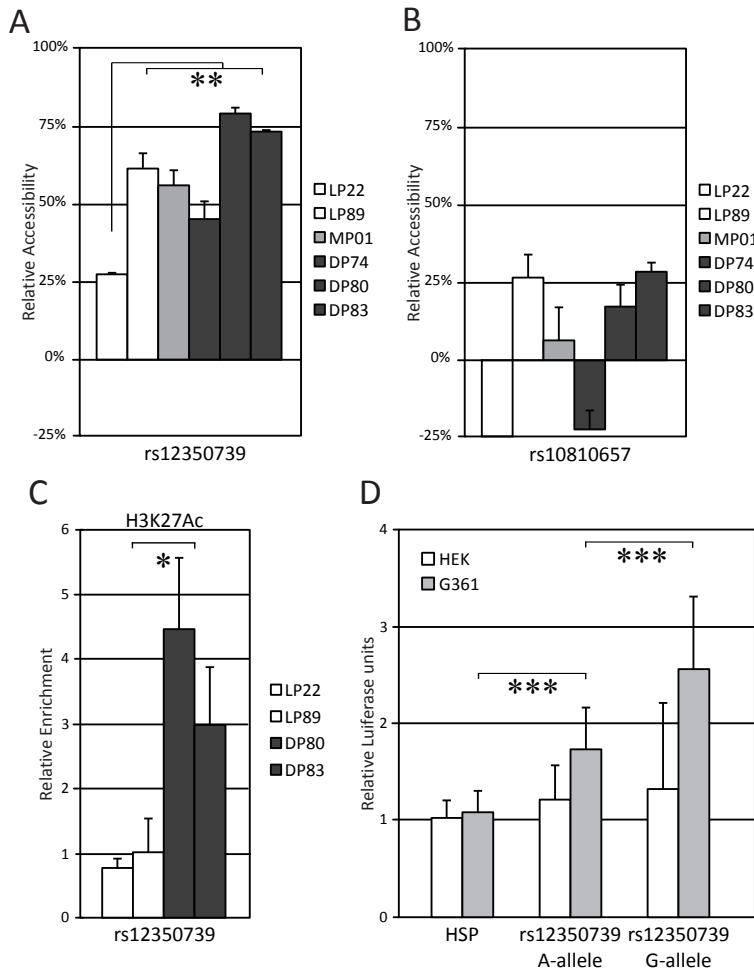 A
100%
75%
50%
25%
0%
-25%
Relative Accessibility
**
LP22
LP89
MP01
DP74
DP80
DP83
rs12350739
B
100%
75%
50%
25%
0%
-25%
Relative Accessibility
LP22
LP89
MP01
DP74
DP80
DP83
rs10810657
C
H3K27Ac
6
5
4
3
2
1
0
Relative Enrichment
*
LP22
LP89
DP80
DP83
rs12350739
D
4
3
2
1
0
Relative Luiferase units
HEK
G361
***
***
HSP
rs12350739
A-allele
rs12350739
G-allele